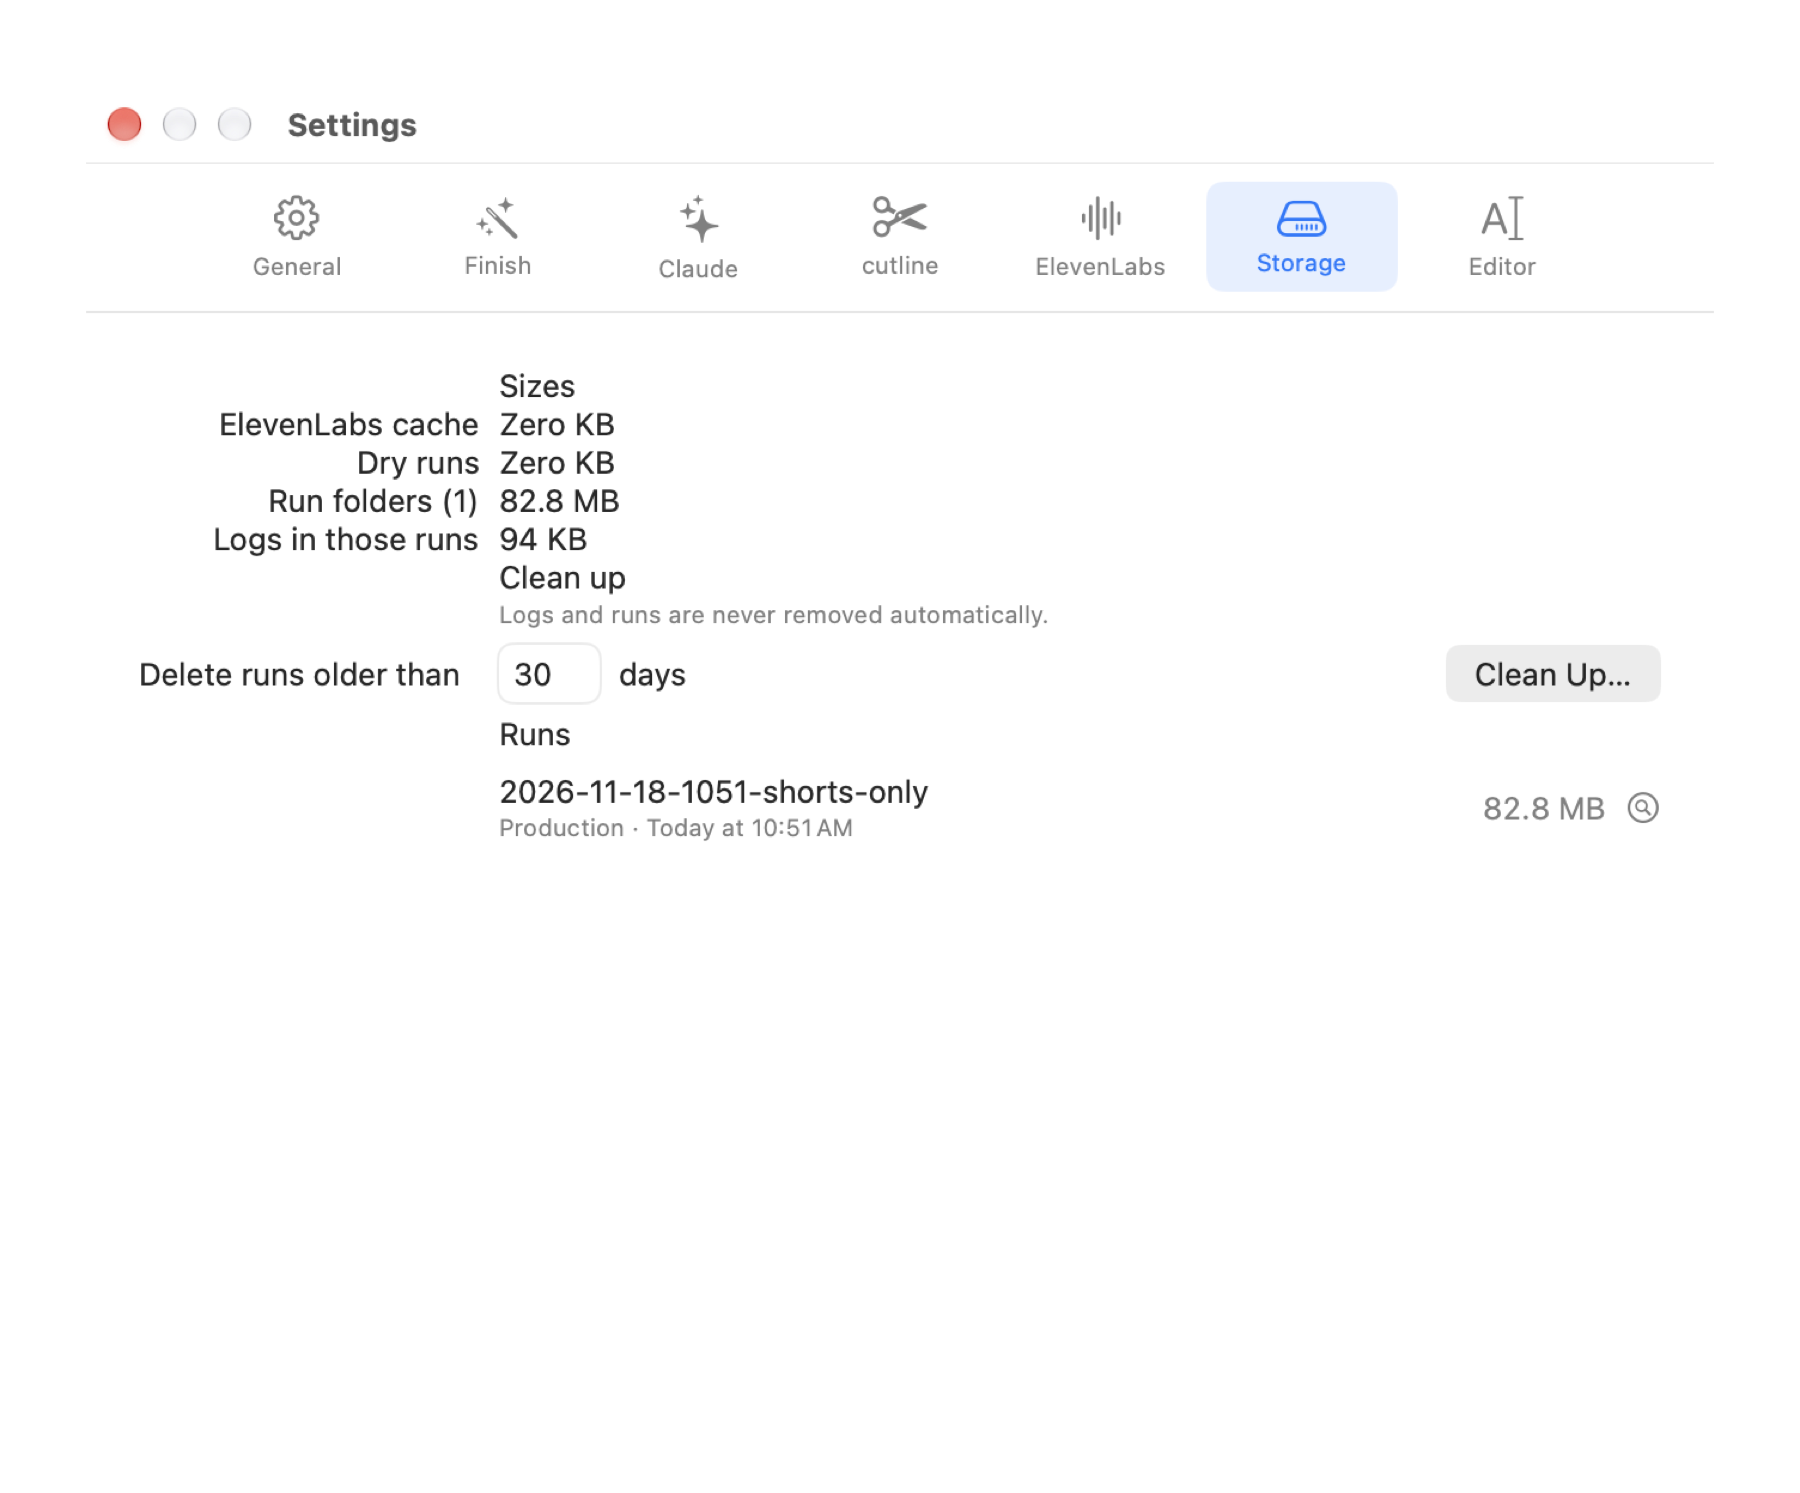 Settings
General Finish Claude cutline ElevenLabs Storage Editor
Sizes
ElevenLabs cache Zero KB
Dry runs Zero KB
Run folders (1) 82.8 MB
Logs in those runs 94 KB
Clean up
Logs and runs are never removed automatically.
Delete runs older than 30 days Clean Up...
Runs
2026-11-18-1051-shorts-only 82.8 MB
Production · Today at 10:51 AM